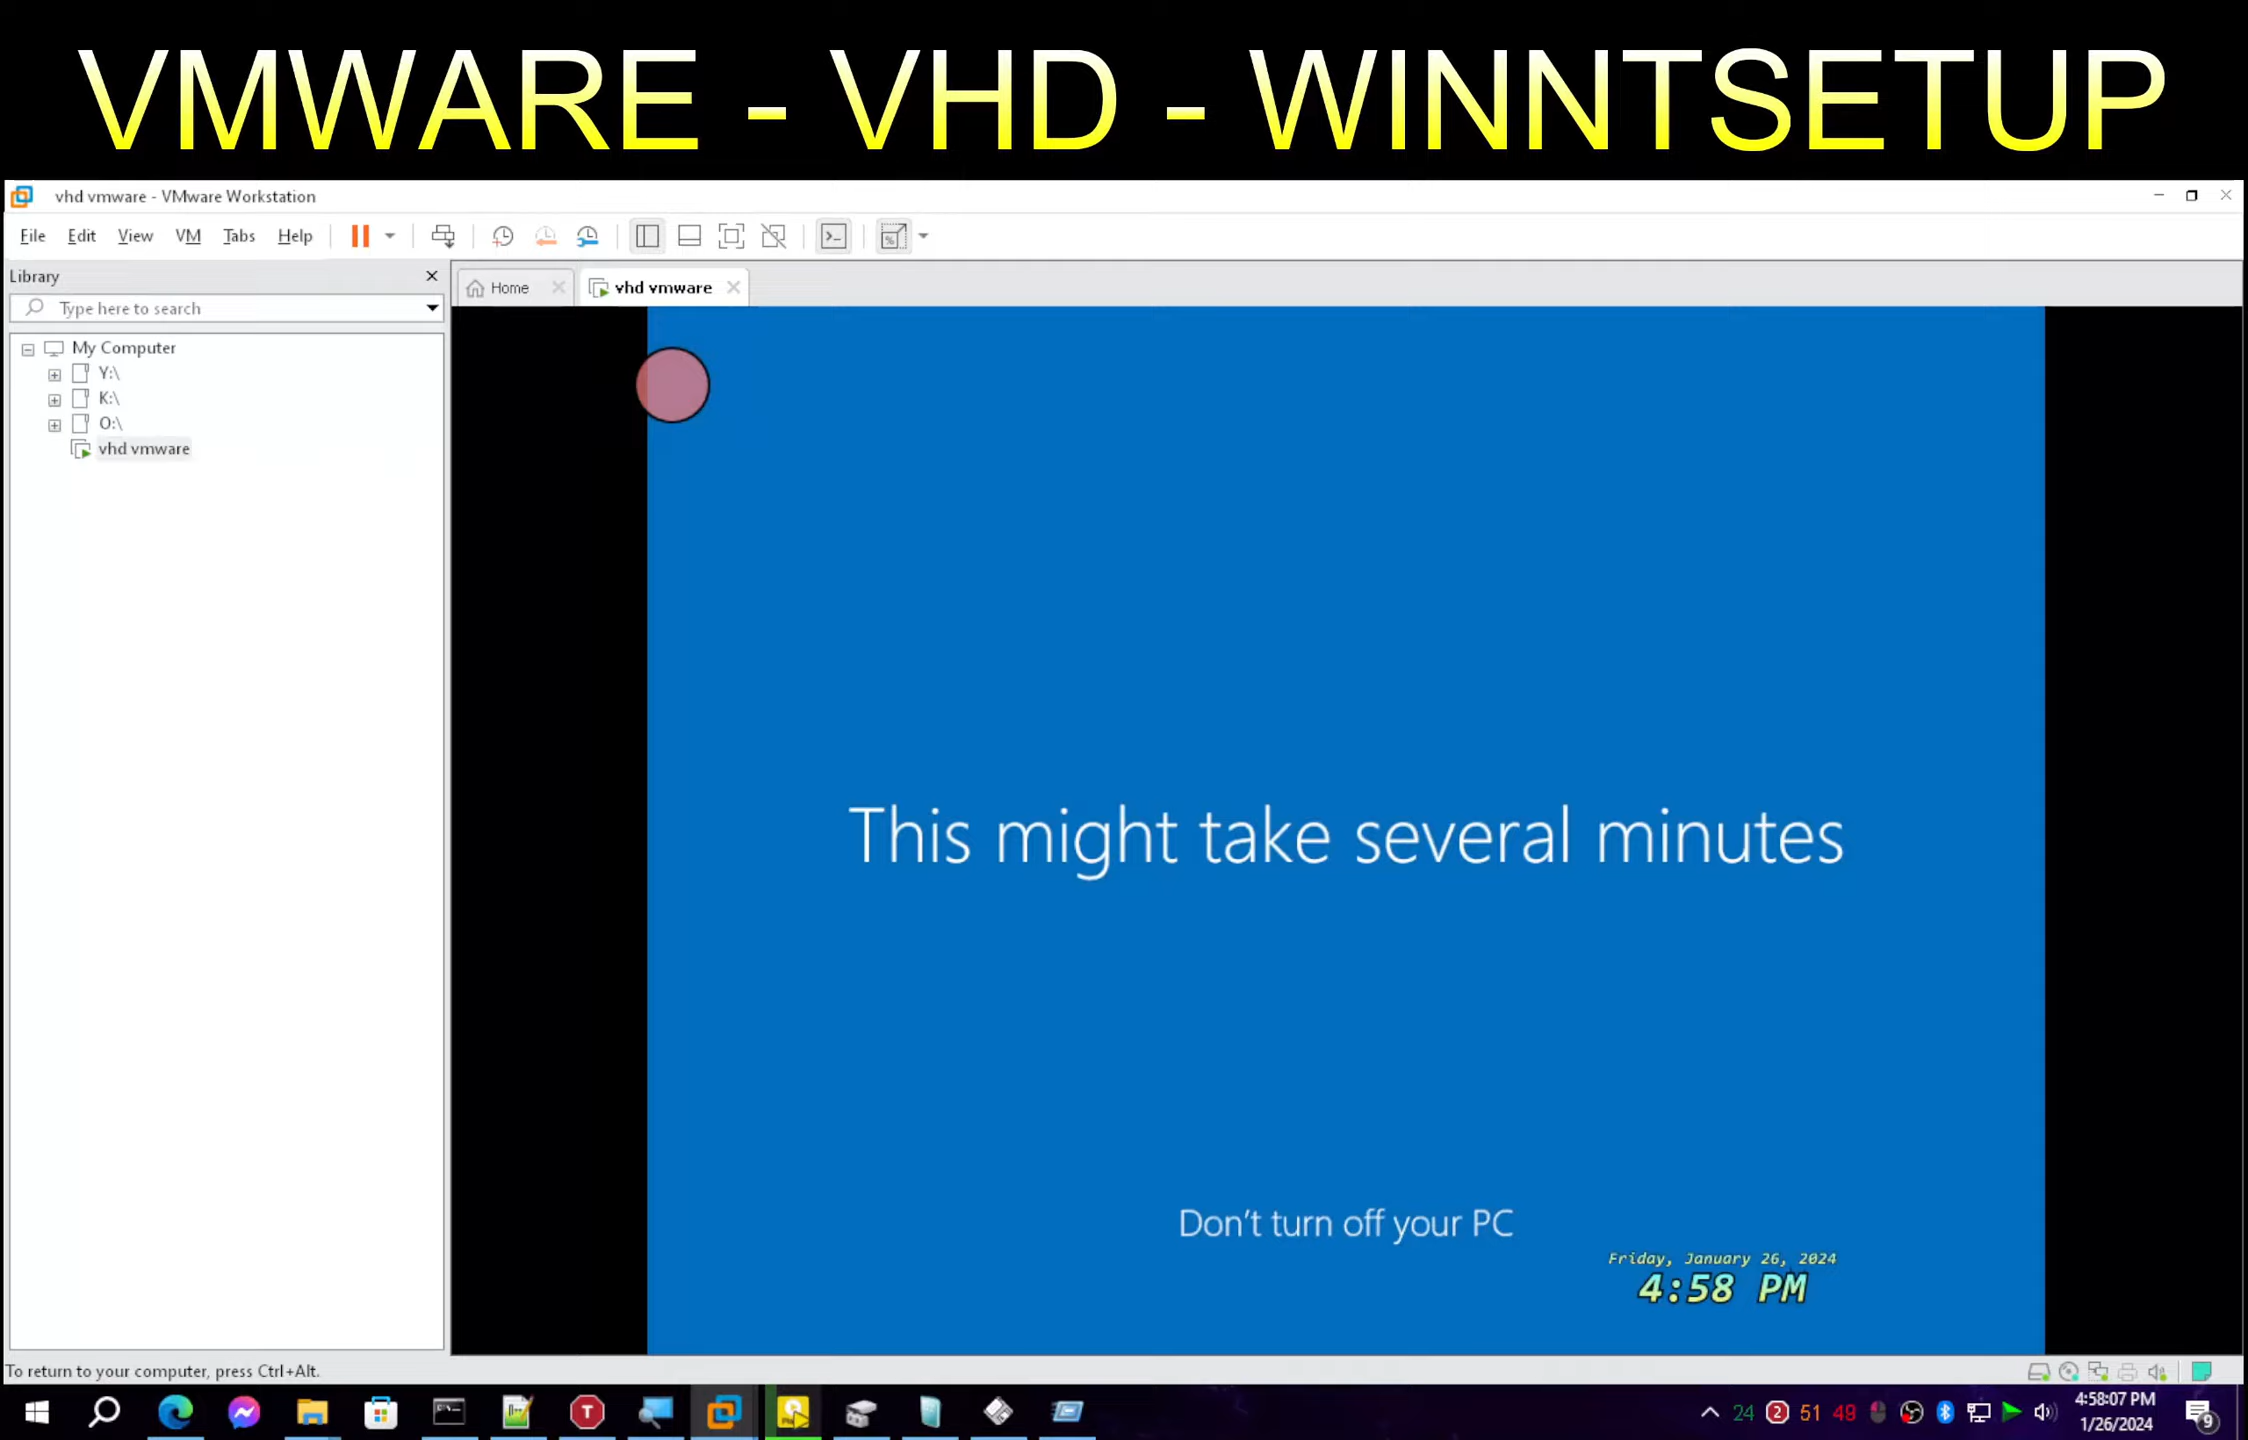 VMWARE - VHD - WINNTSETUP
vhd vmware - VMware Workstation
File Edit View VM Tabs Help
Library
Type here to search
Home
vhd vmware
My Computer
Y:\
K:\
O:\
vhd vmware
This might take several minutes
Don't turn off your PC
Friday, January 26, 2024
4:58 PM
To return to your computer, press Ctrl+Alt.
24 2 51 49
4:58:07 PM
1/26/2024
9